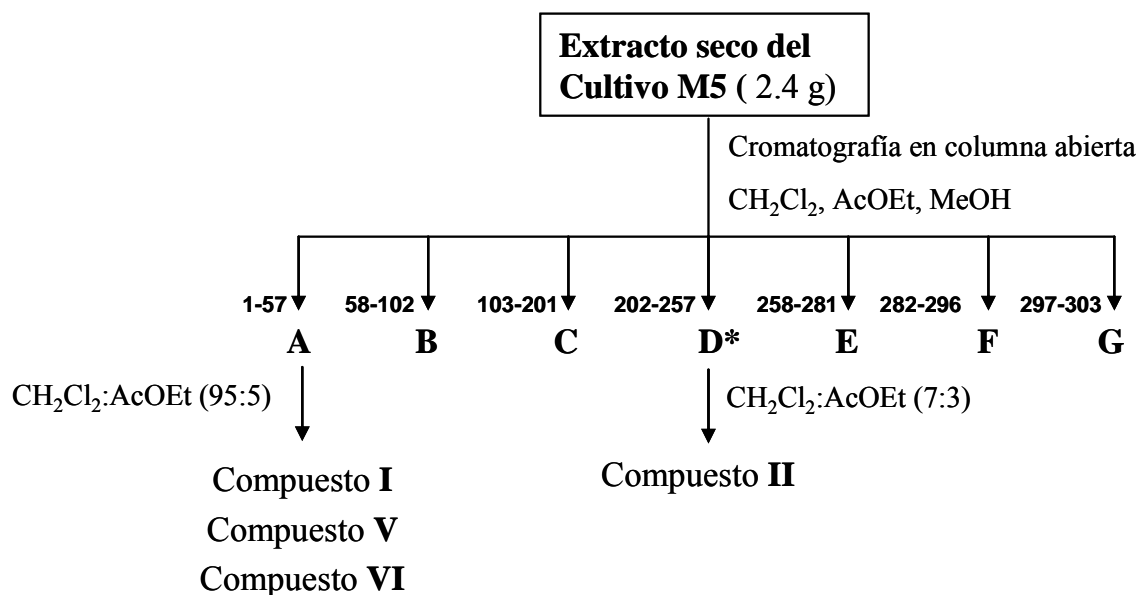 Extracto seco del
Cultivo M5 ( 2.4 g)
Cromatografía en columna abierta
CH₂Cl₂, AcOEt, MeOH
1-57 58-102 103-201 202-257 258-281 282-296 297-303
A B C D* E F G
CH₂Cl₂:AcOEt (95:5) CH₂Cl₂:AcOEt (7:3)
Compuesto I Compuesto II
Compuesto V
Compuesto VI